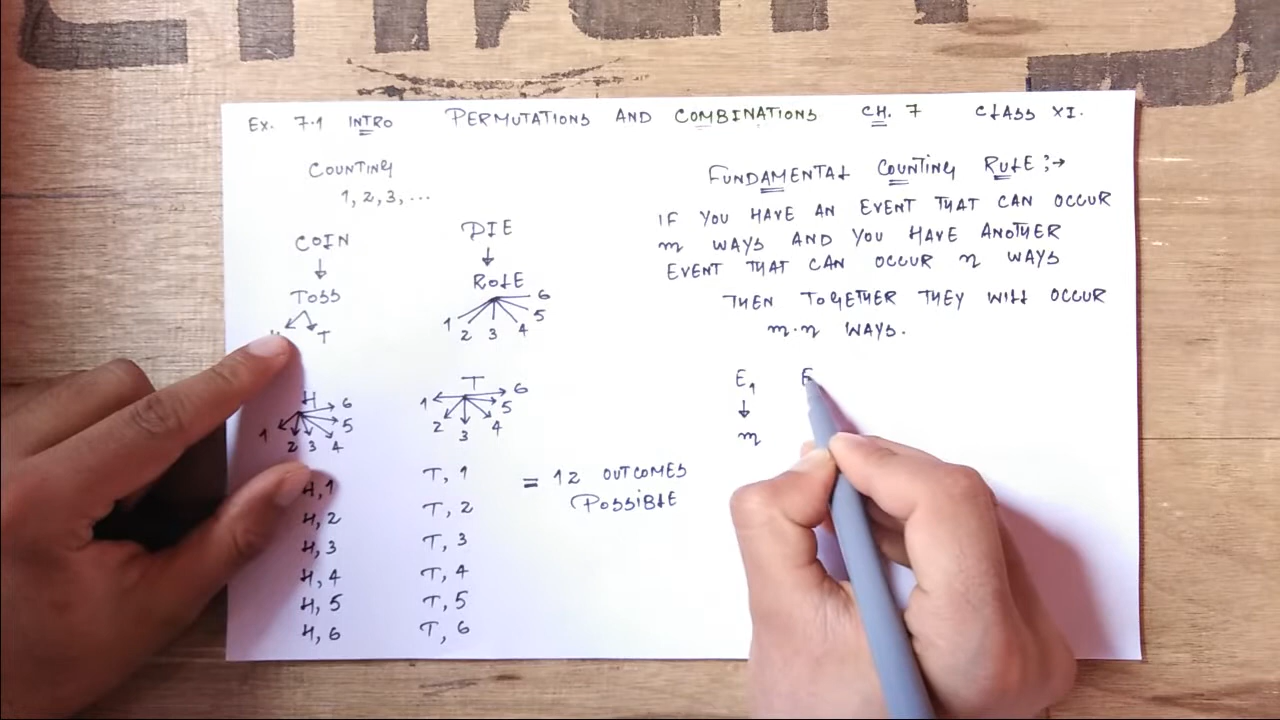 Ex. 7.1 INTRO PERMUTATIONS AND COMBINATIONS CH. 7 CLASS XI.
COUNTING
1, 2, 3, ...
COIN
TOSS
T
DIE
ROLL
1 2 3 4 5 6
H
1 2 3 4 5 6
T
1 2 3 4 5 6
H, 1
H, 2
H, 3
H, 4
H, 5
H, 6
T, 1
T, 2
T, 3
T, 4
T, 5
T, 6
= 12 OUTCOMES
POSSIBLE
FUNDAMENTAL COUNTING RULE :→
IF YOU HAVE AN EVENT THAT CAN OCCUR
m WAYS AND YOU HAVE ANOTHER
EVENT THAT CAN OCCUR n WAYS
THEN TOGETHER THEY WILL OCCUR
m·n WAYS.
E1
m